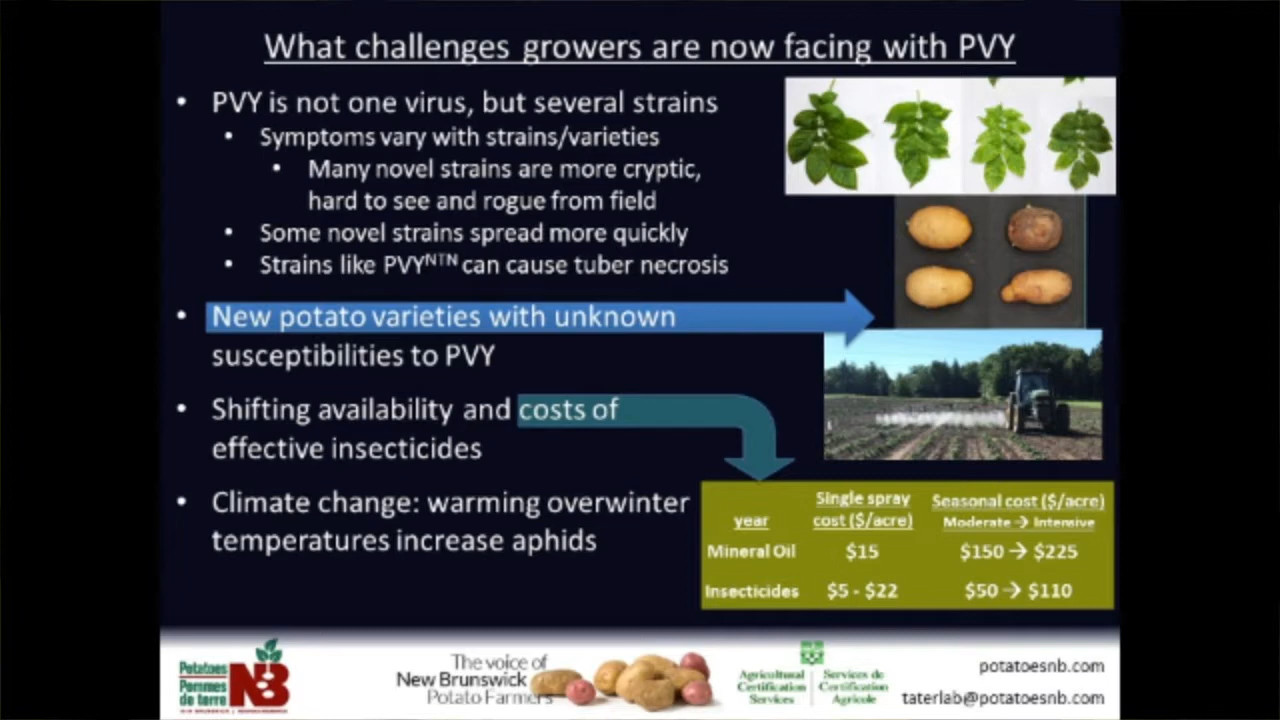 What challenges growers are now facing with PVY
• PVY is not one virus, but several strains
• Symptoms vary with strains/varieties
• Many novel strains are more cryptic,
hard to see and rogue from field
• Some novel strains spread more quickly
• Strains like PVYᴺᵀᴺ can cause tuber necrosis
• New potato varieties with unknown
susceptibilities to PVY
• Shifting availability and costs of
effective insecticides
• Climate change: warming overwinter
temperatures increase aphids
year Single spray cost ($/acre) Seasonal cost ($/acre)
Moderate → Intensive
Mineral Oil $15 $150 → $225
Insecticides $5 - $22 $50 → $110
Potatoes
Pommes
de terre
NB
The voice of
New Brunswick
Potato Farmers
Agricultural
Certification
Services
Services de
Certification
Agricole
potatoesnb.com
taterlab@potatoesnb.com